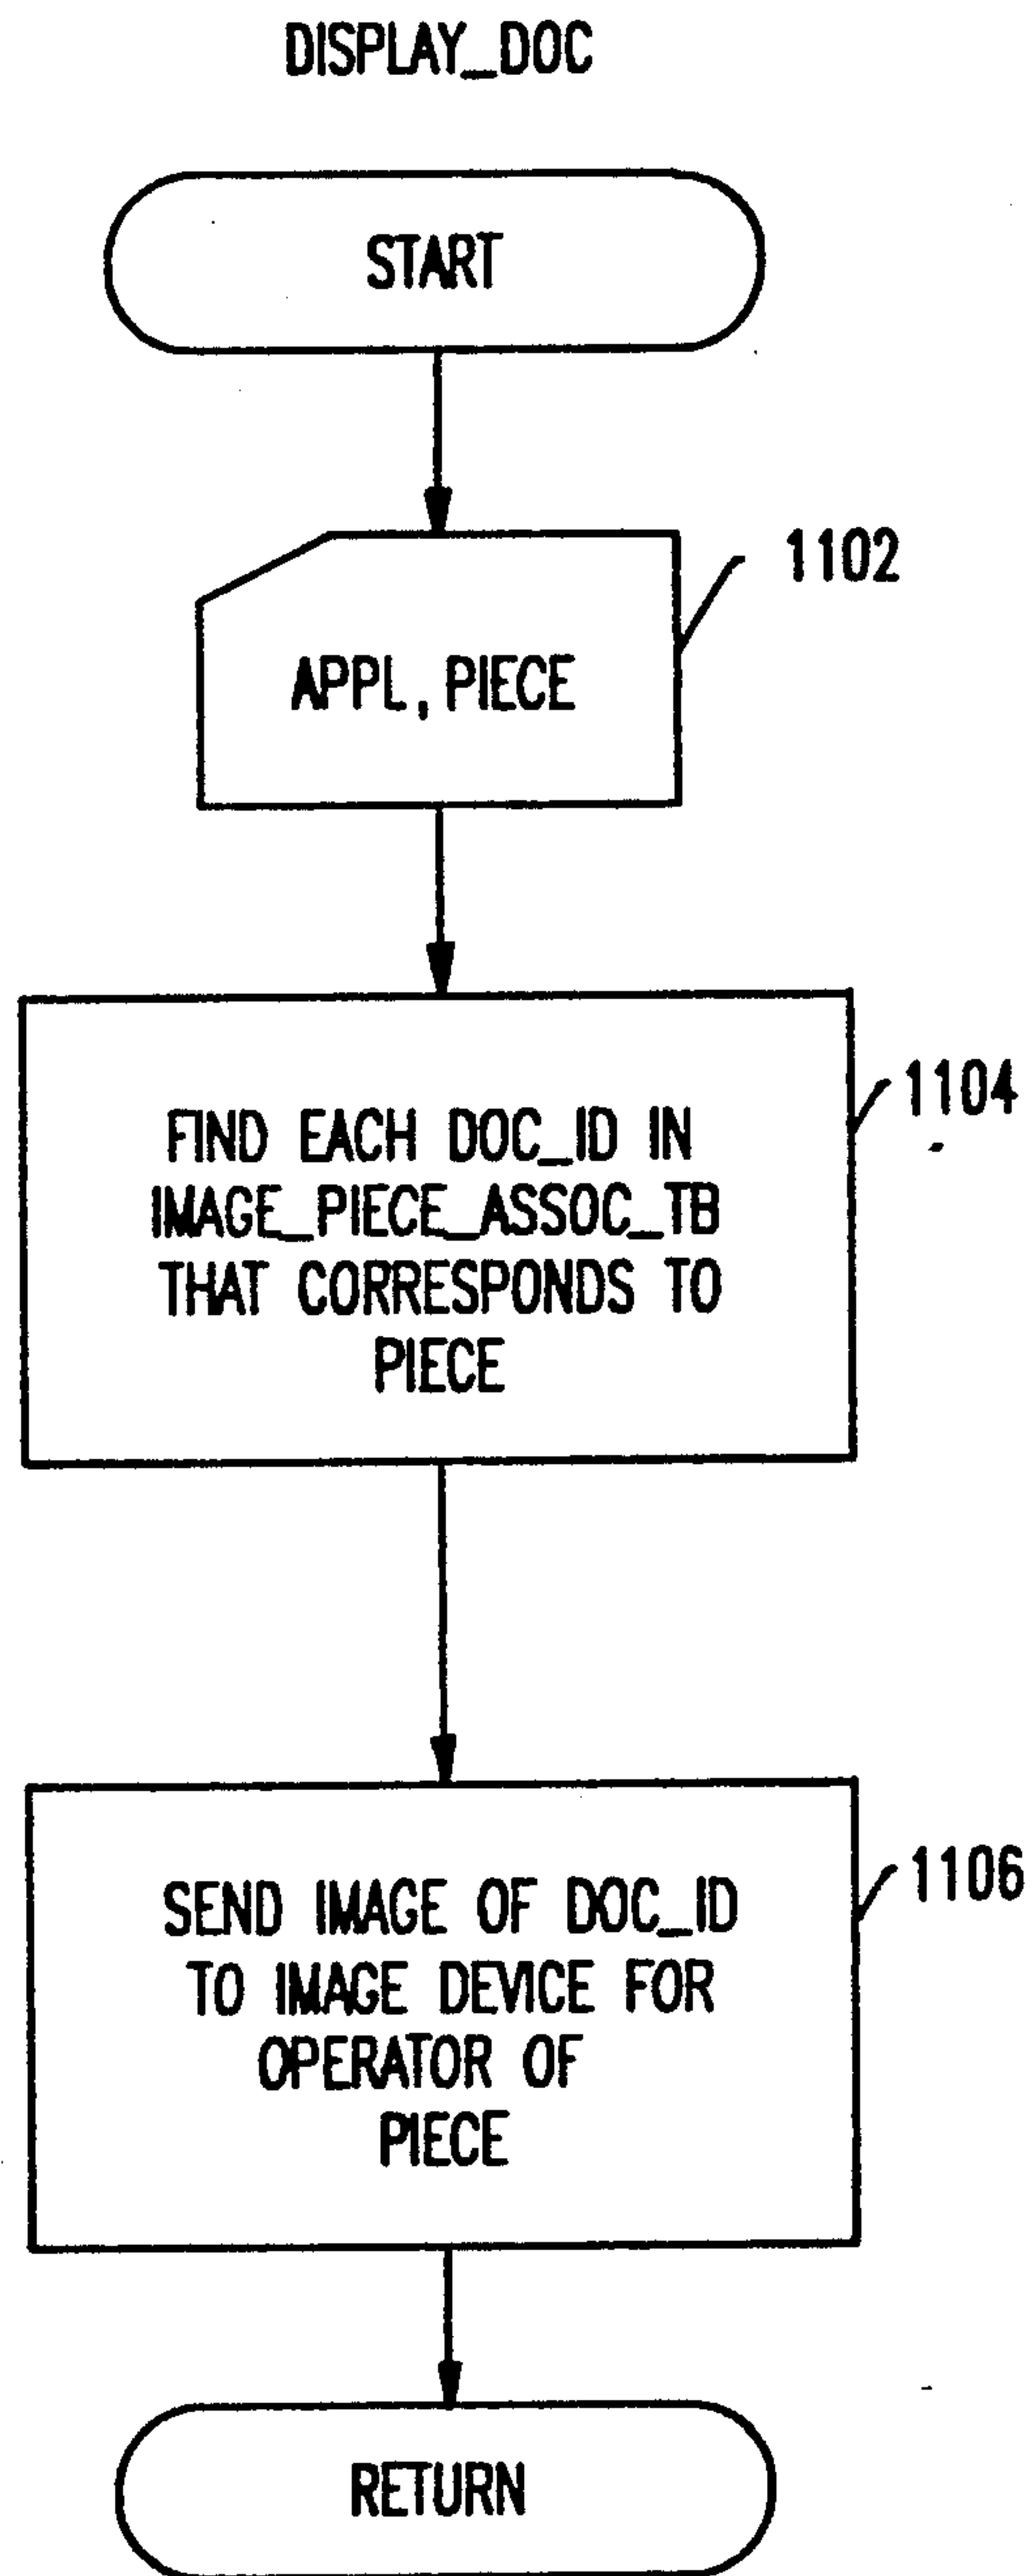 DISPLAY_DOC
START
1102
APPL, PIECE
1104
FIND EACH DOC_ID IN
IMAGE_PIECE_ASSOC_TB
THAT CORRESPONDS TO
PIECE
1106
SEND IMAGE OF DOC_ID
TO IMAGE DEVICE FOR
OPERATOR OF
PIECE
RETURN